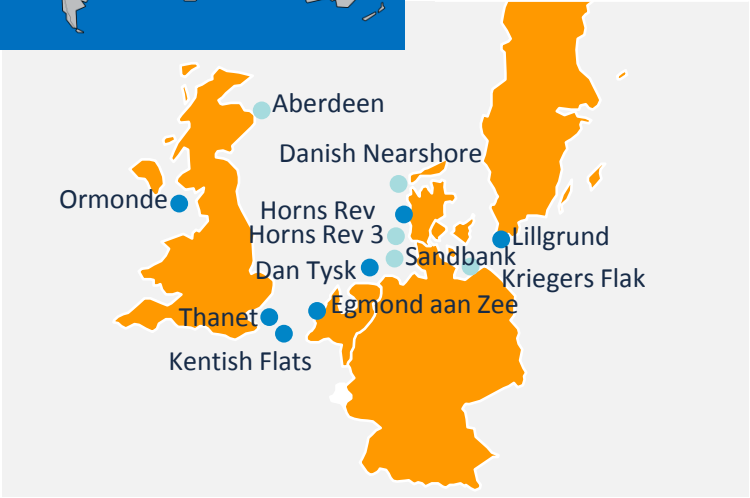 Aberdeen
Danish Nearshore
Ormonde
Horns Rev
Horns Rev 3
Lillgrund
Sandbank
Dan Tysk
Kriegers Flak
Egmond aan Zee
Thanet
Kentish Flats